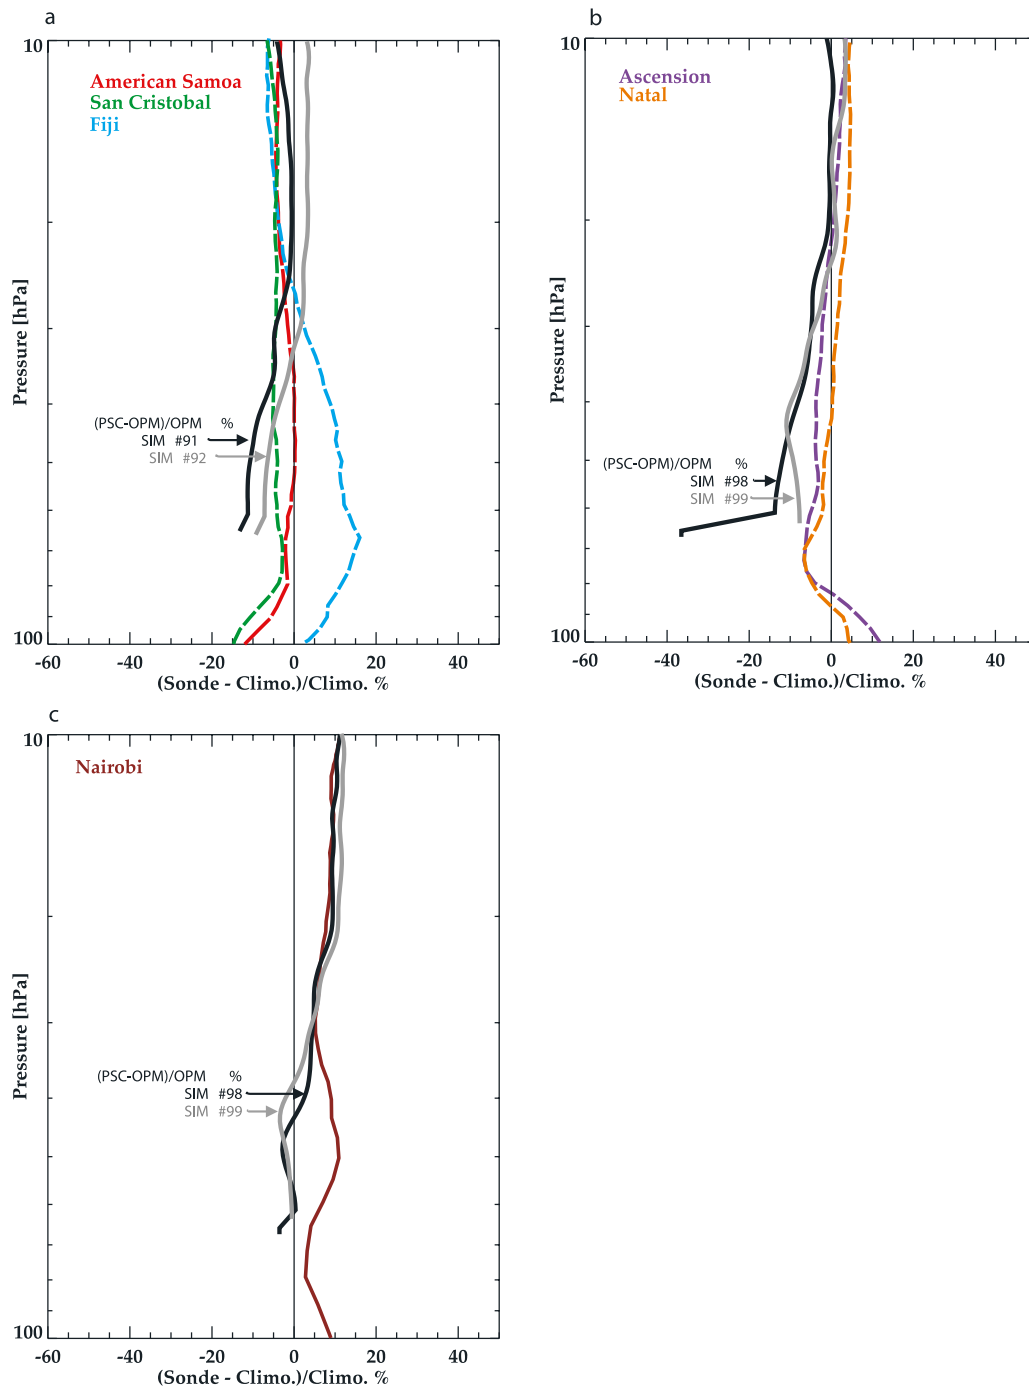 a
10
American Samoa
San Cristobal
Fiji
Pressure [hPa]
(PSC-OPM)/OPM %
SIM #91
SIM #92
100
-60 -40 -20 0 20 40
(Sonde - Climo.)/Climo. %
b
10
Ascension
Natal
Pressure [hPa]
(PSC-OPM)/OPM %
SIM #98
SIM #99
100
-60 -40 -20 0 20 40
(Sonde - Climo.)/Climo. %
c
10
Nairobi
Pressure [hPa]
(PSC-OPM)/OPM %
SIM #98
SIM #99
100
-60 -40 -20 0 20 40
(Sonde - Climo.)/Climo. %